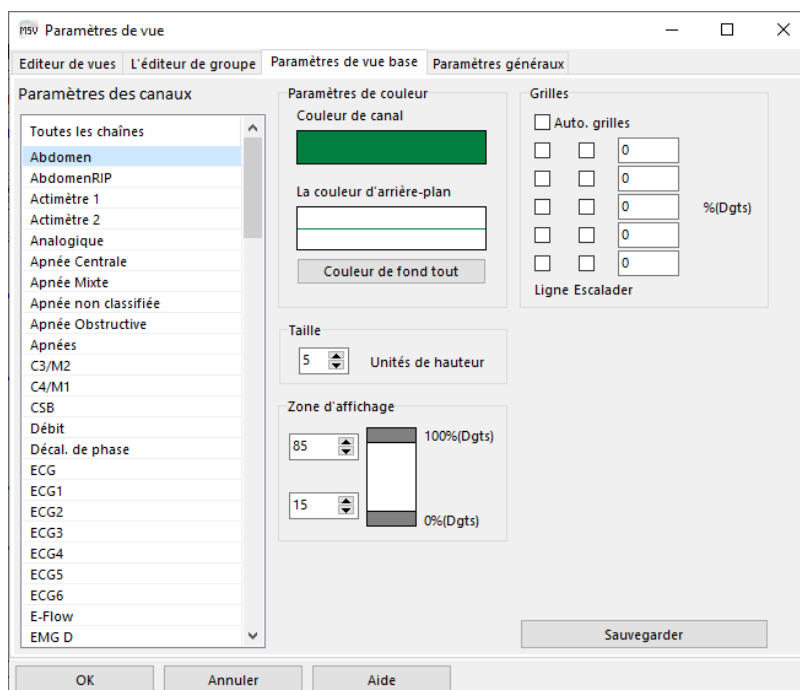 M5V Paramètres de vue
Editeur de vues L'éditeur de groupe Paramètres de vue base Paramètres généraux
Paramètres des canaux
Toutes les chaînes
Abdomen
AbdomenRIP
Actimètre 1
Actimètre 2
Analogique
Apnée Centrale
Apnée Mixte
Apnée non classifiée
Apnée Obstructive
Apnées
C3/M2
C4/M1
CSB
Débit
Décal. de phase
ECG
ECG1
ECG2
ECG3
ECG4
ECG5
ECG6
E-Flow
EMG D
Paramètres de couleur
Couleur de canal
La couleur d'arrière-plan
Couleur de fond tout
Taille
5 Unités de hauteur
Zone d'affichage
85 100%(Dgts)
15 0%(Dgts)
Grilles
Auto. grilles
0
0
0 %(Dgts)
0
0
Ligne Escalader
Sauvegarder
OK Annuler Aide